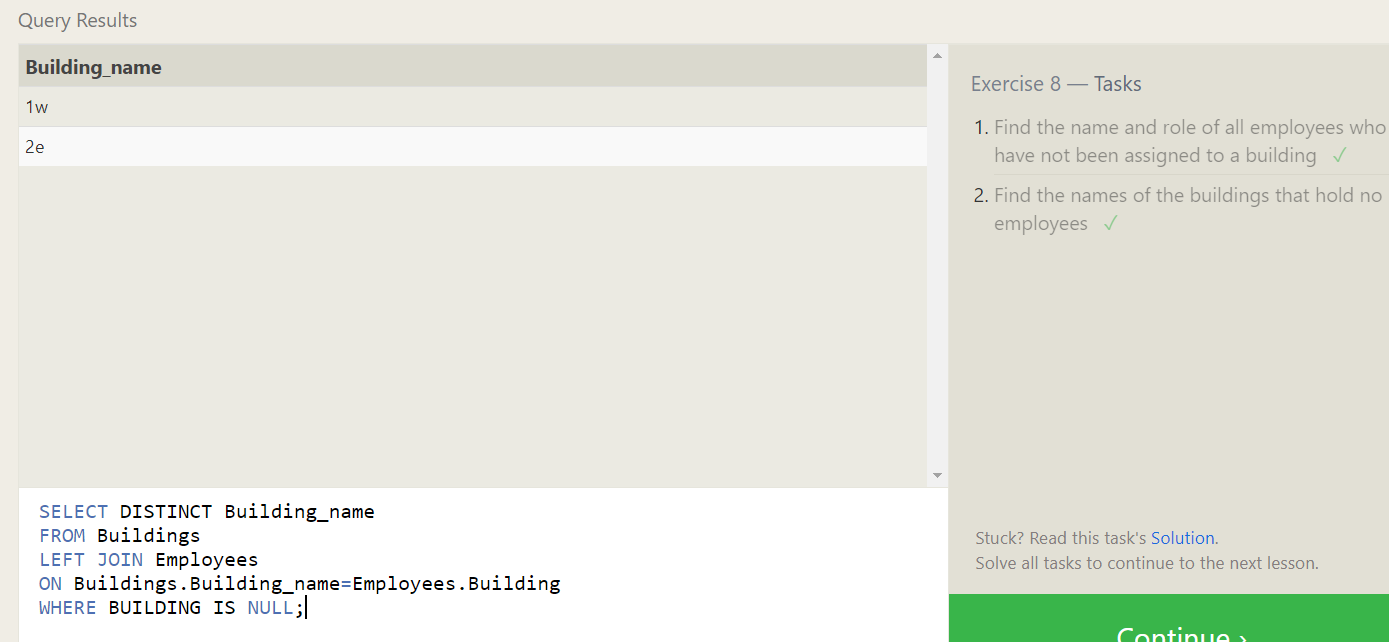 Query Results
Building_name
1w
2e
Exercise 8 — Tasks
1. Find the name and role of all employees who
have not been assigned to a building ✓
2. Find the names of the buildings that hold no
employees ✓
Stuck? Read this task's Solution.
Solve all tasks to continue to the next lesson.
Continue ›
SELECT DISTINCT Building_name
FROM Buildings
LEFT JOIN Employees
ON Buildings.Building_name=Employees.Building
WHERE BUILDING IS NULL;